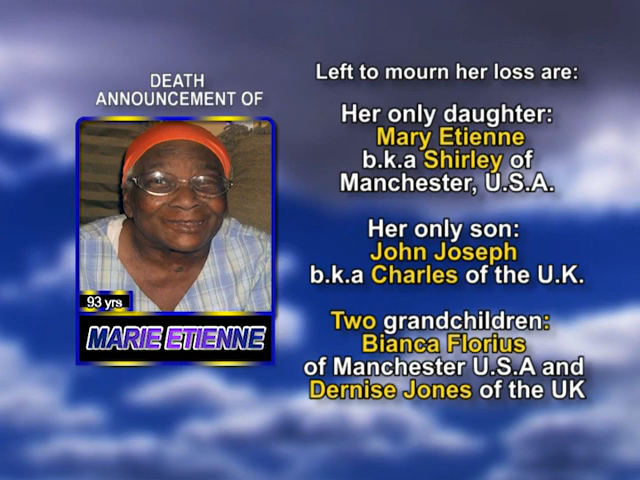 DEATH
ANNOUNCEMENT OF
93 yrs
MARIE ETIENNE
Left to mourn her loss are:
Her only daughter:
Mary Etienne
b.k.a Shirley of
Manchester, U.S.A.
Her only son:
John Joseph
b.k.a Charles of the U.K.
Two grandchildren:
Bianca Florius
of Manchester U.S.A and
Dernise Jones of the UK